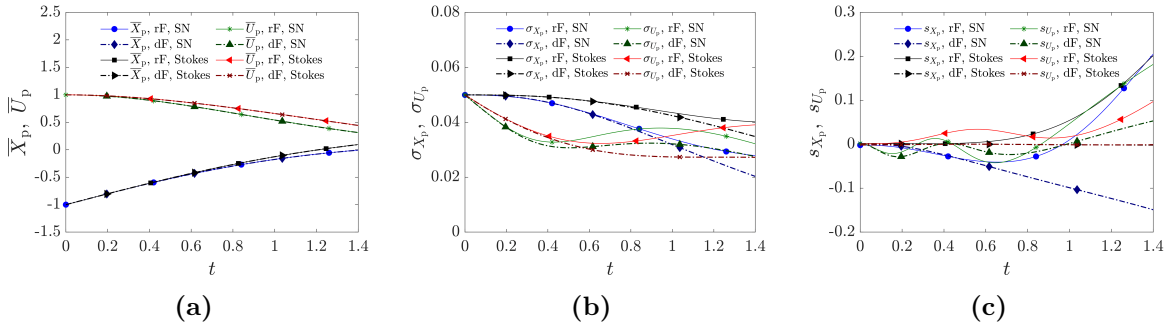 2.5
2
1.5
1
0.5
0
-0.5
-1
-1.5
0 0.2 0.4 0.6 0.8 1 1.2 1.4
t
X̅p, U̅p
X̅p, rF, SN
X̅p, dF, SN
X̅p, rF, Stokes
X̅p, dF, Stokes
U̅p, rF, SN
U̅p, dF, SN
U̅p, rF, Stokes
U̅p, dF, Stokes
(a)
0.08
0.06
0.04
0.02
0
0 0.2 0.4 0.6 0.8 1 1.2 1.4
t
σXp, σUp
σXp, rF, SN
σXp, dF, SN
σXp, rF, Stokes
σXp, dF, Stokes
σUp, rF, SN
σUp, dF, SN
σUp, rF, Stokes
σUp, dF, Stokes
(b)
0.3
0.2
0.1
0
-0.1
-0.2
0 0.2 0.4 0.6 0.8 1 1.2 1.4
t
sXp, sUp
sXp, rF, SN
sXp, dF, SN
sXp, rF, Stokes
sXp, dF, Stokes
sUp, rF, SN
sUp, dF, SN
sUp, rF, Stokes
sUp, dF, Stokes
(c)